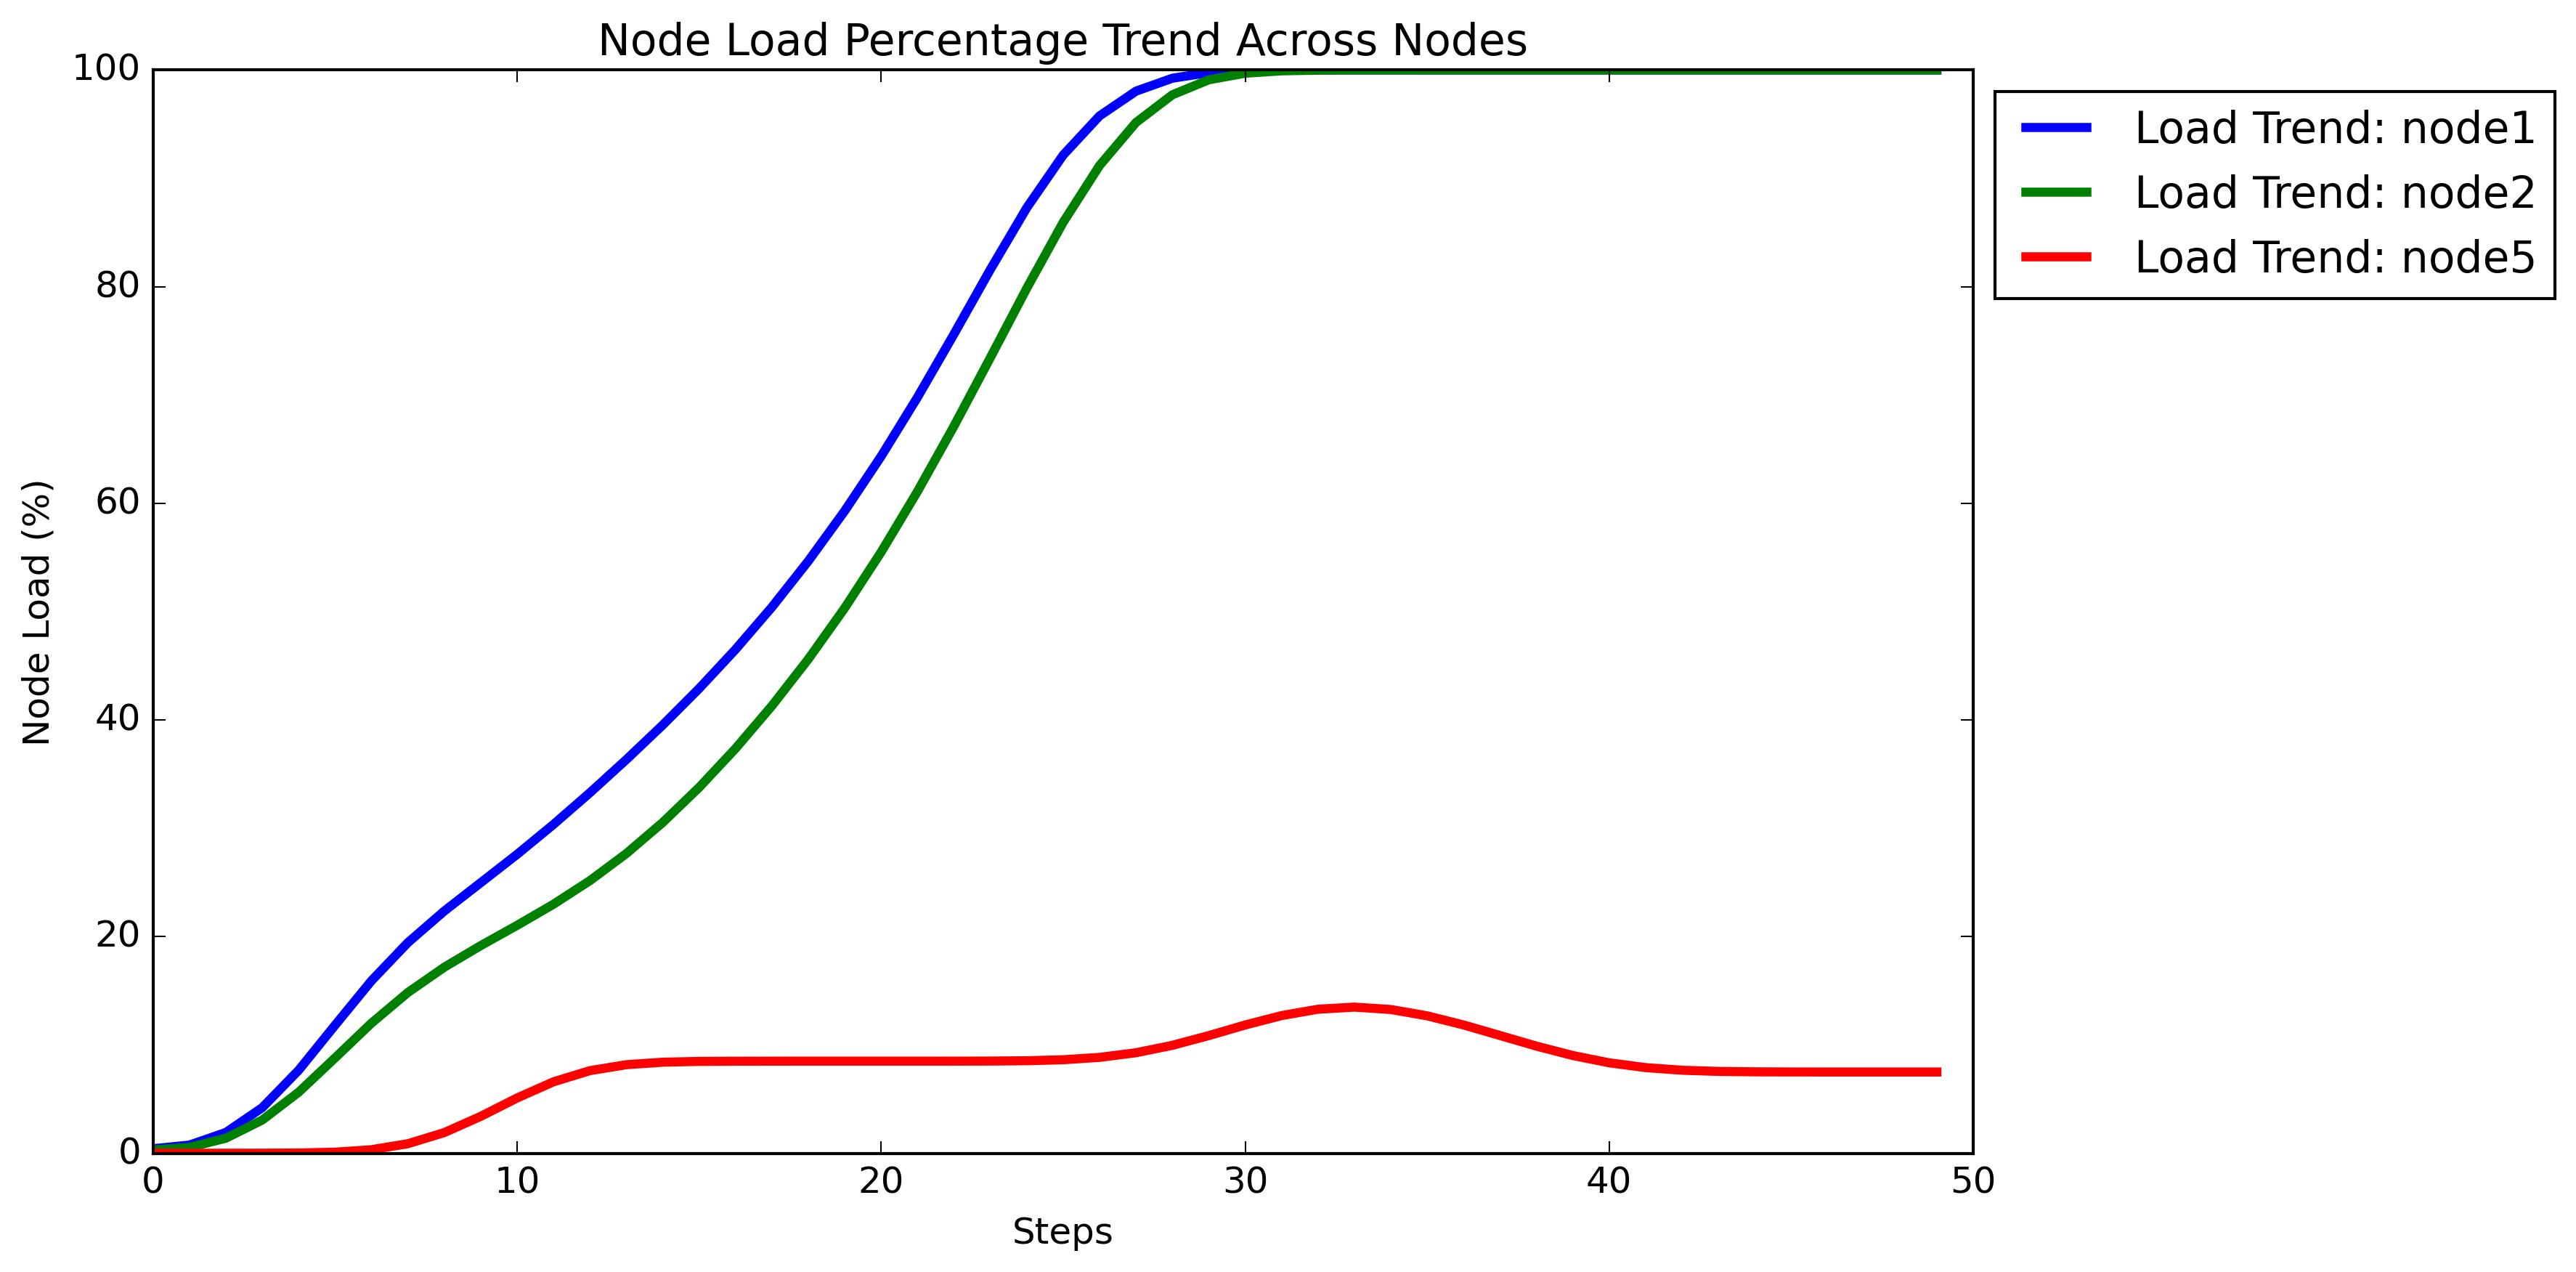 Node Load Percentage Trend Across Nodes
100
80
60
40
20
0
Node Load (%)
0 10 20 30 40 50
Steps
Load Trend: node1
Load Trend: node2
Load Trend: node5